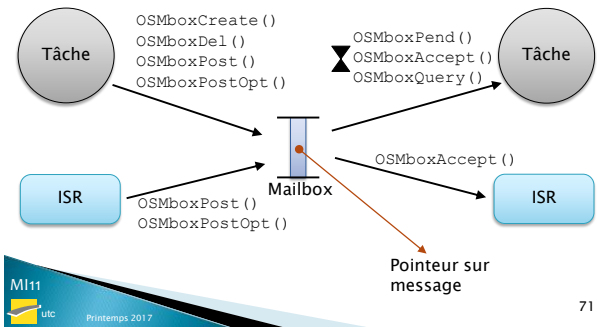 OSMboxCreate()
OSMboxDel()
OSMboxPost()
OSMboxPostOpt()
Tâche
OSMboxPend()
OSMboxAccept()
OSMboxQuery()
Tâche
OSMboxAccept()
Mailbox
ISR
OSMboxPost()
OSMboxPostOpt()
ISR
Pointeur sur
message
MI11
utc
Printemps 2017
71